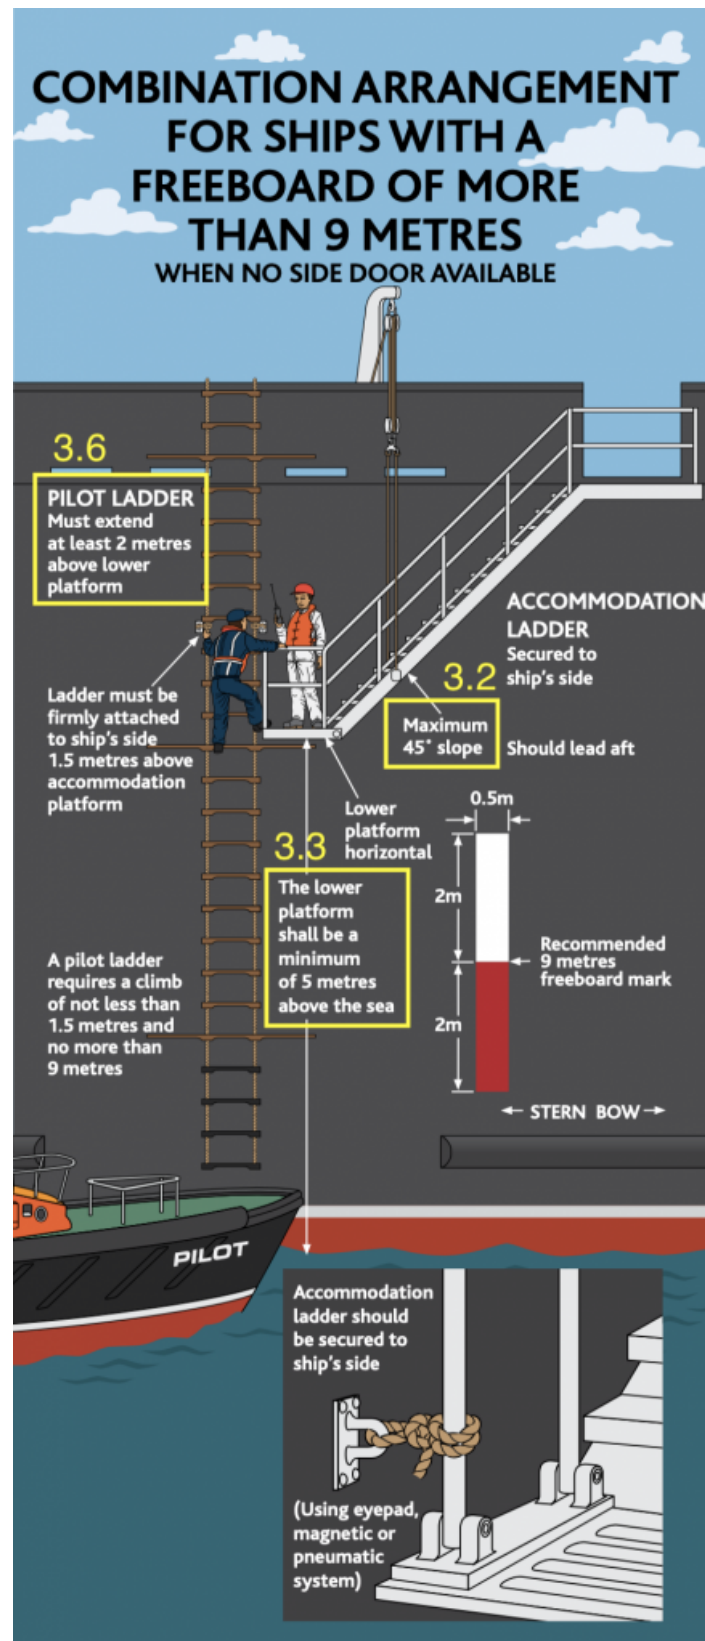 COMBINATION ARRANGEMENT
FOR SHIPS WITH A
FREEBOARD OF MORE
THAN 9 METRES
WHEN NO SIDE DOOR AVAILABLE
3.6
PILOT LADDER
Must extend
at least 2 metres
above lower
platform
ACCOMMODATION
LADDER
Secured to
ship's side
3.2
Maximum
45° slope
Should lead aft
Ladder must be
firmly attached
to ship's side
1.5 metres above
accommodation
platform
Lower
platform
horizontal
3.3
The lower
platform
shall be a
minimum
of 5 metres
above the sea
0.5m
2m
Recommended
9 metres
freeboard mark
2m
A pilot ladder
requires a climb
of not less than
1.5 metres and
no more than
9 metres
← STERN BOW →
PILOT
Accommodation
ladder should
be secured to
ship's side
(Using eyepad,
magnetic or
pneumatic
system)